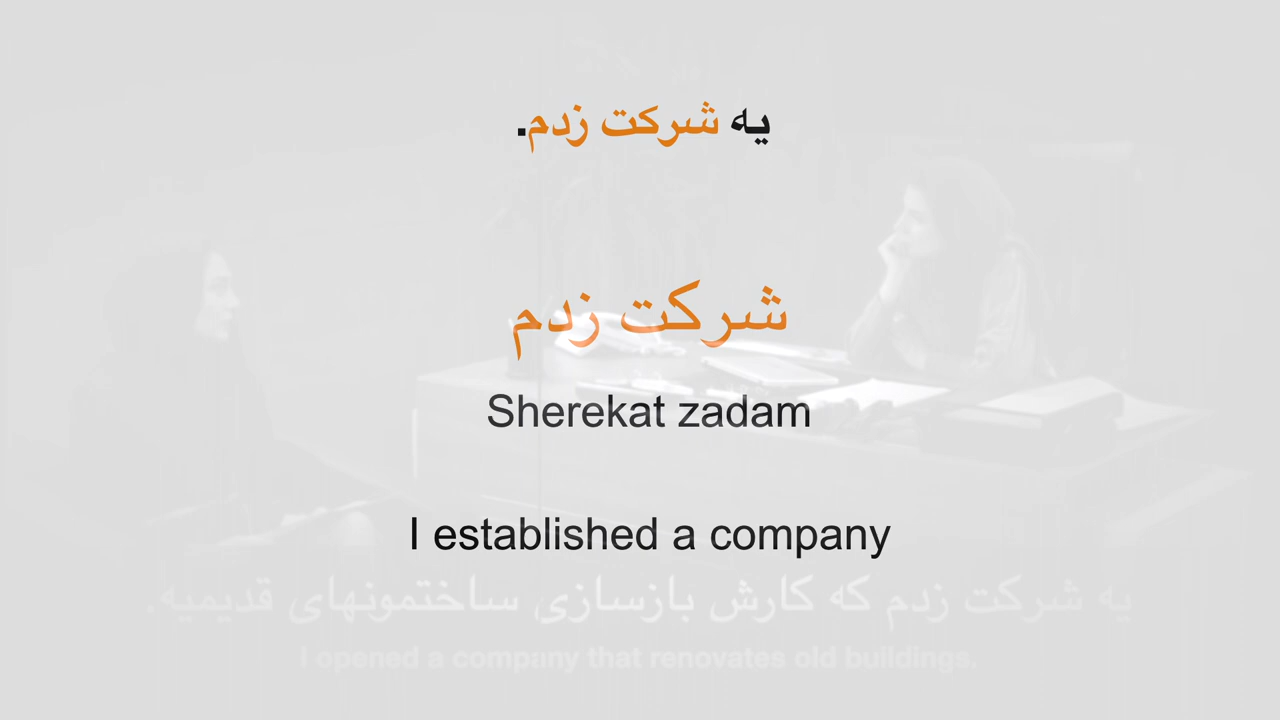 یه شرکت زدم.
شرکت زدم
Sherekat zadam
I established a company
یه شرکت زدم که کارش بازسازی ساختمونهای قدیمیه.
I opened a company that renovates old buildings.